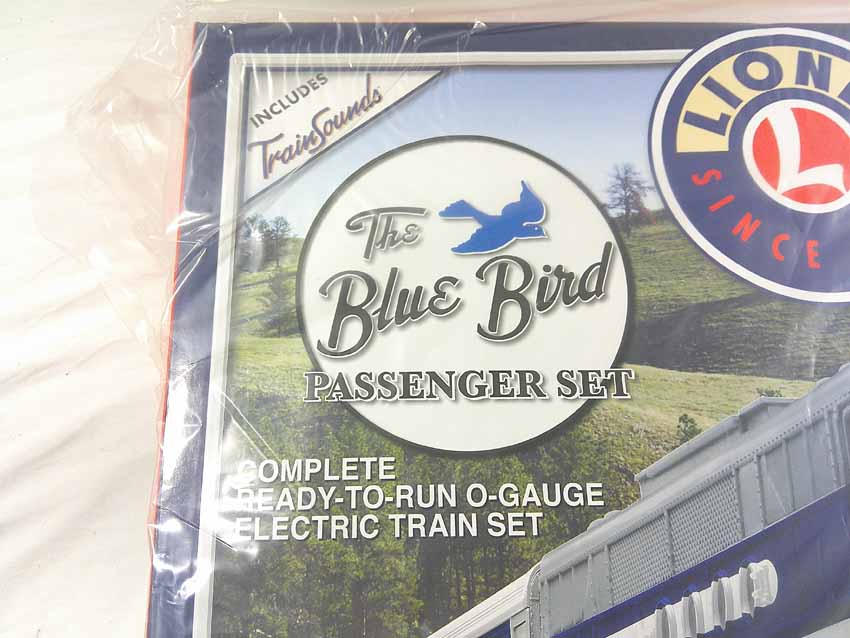 INCLUDES
TrainSounds
LION
SINCE
The
Blue Bird
PASSENGER SET
COMPLETE
READY-TO-RUN O-GAUGE
ELECTRIC TRAIN SET